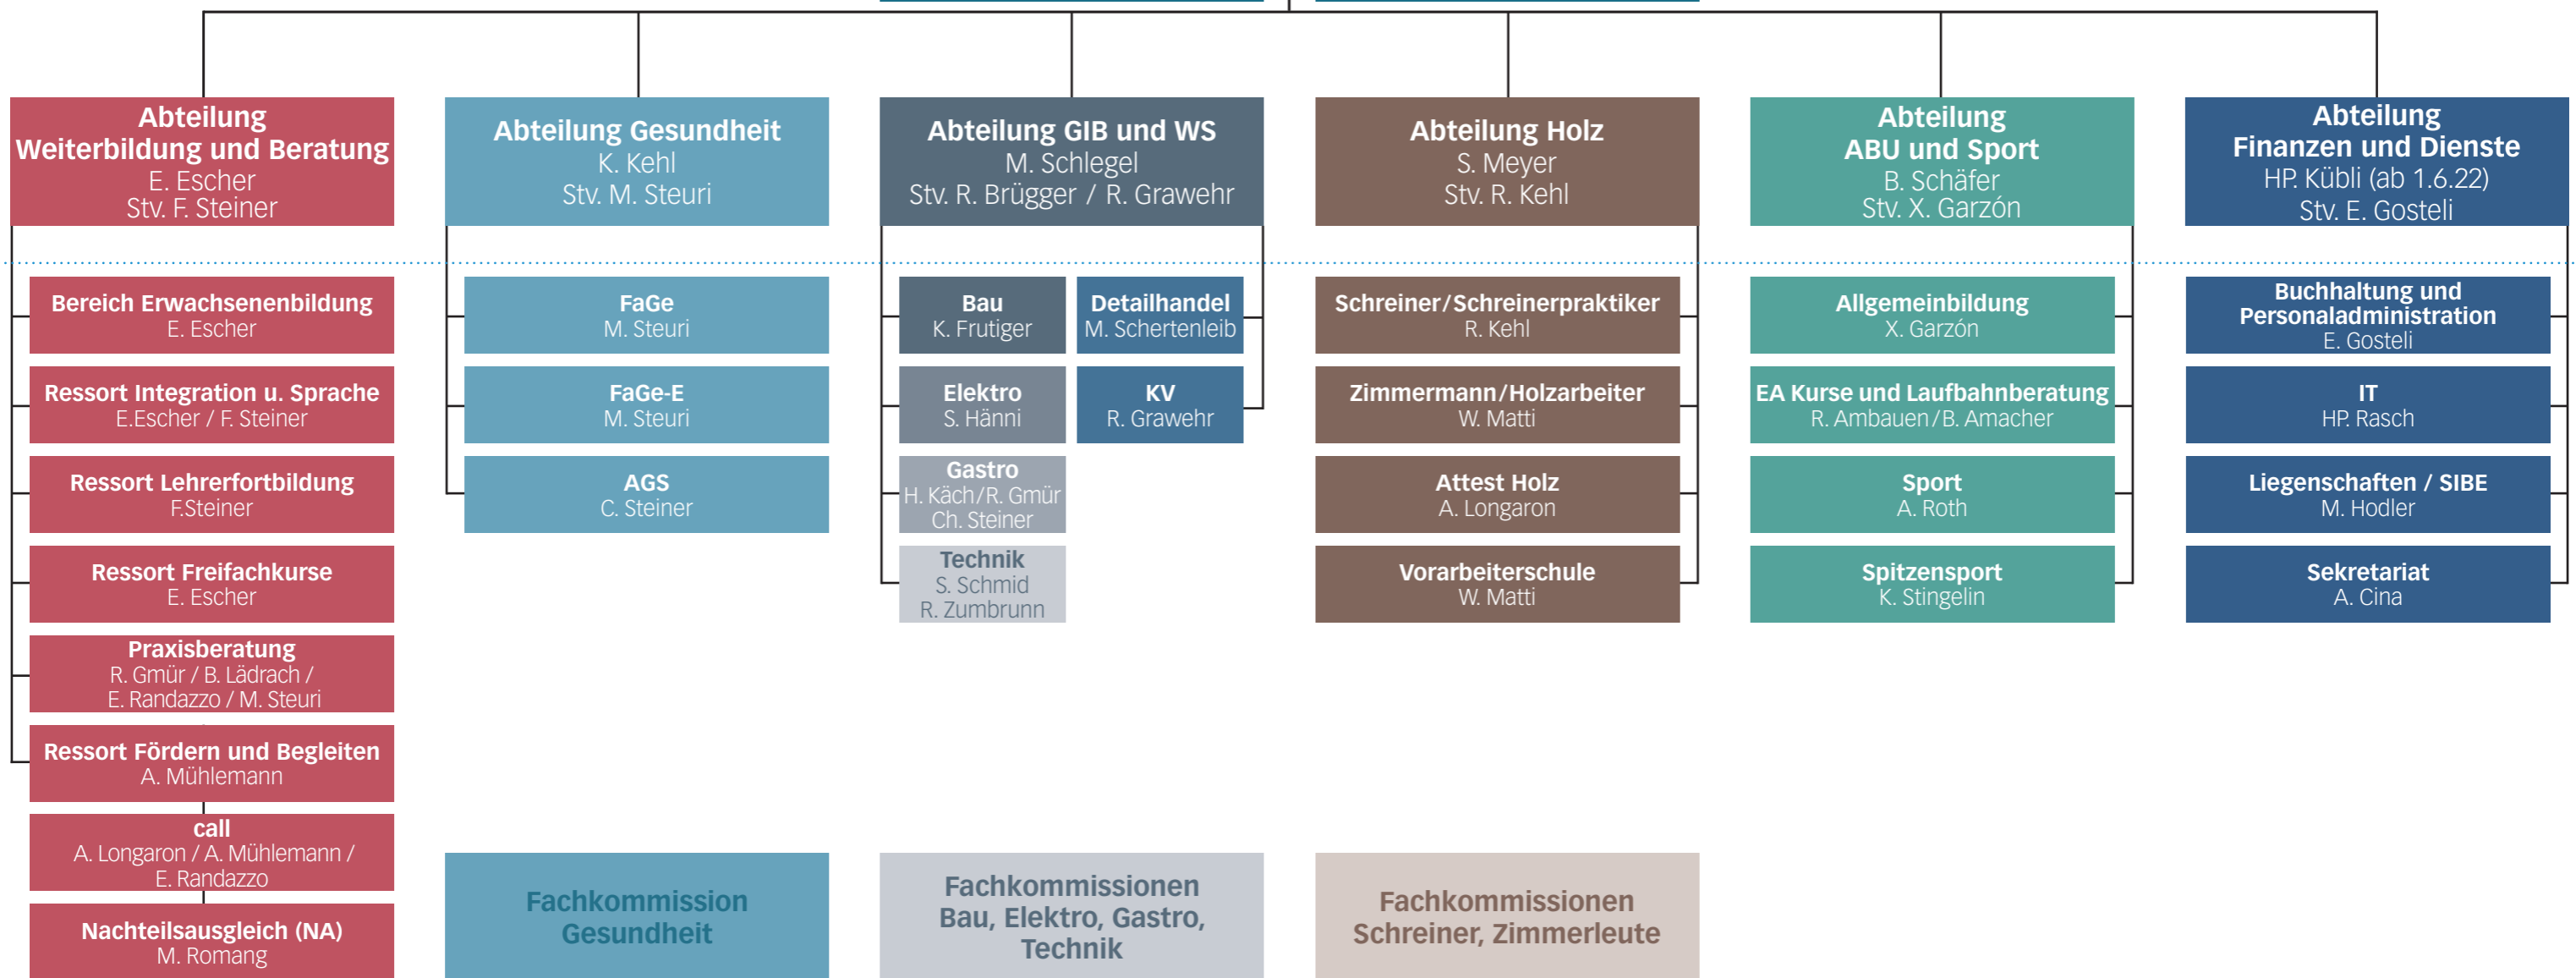 Abteilung
Weiterbildung und Beratung
E. Escher
Stv. F. Steiner
Bereich Erwachsenenbildung
E. Escher
Ressort Integration u. Sprache
E.Escher / F. Steiner
Ressort Lehrerfortbildung
F.Steiner
Ressort Freifachkurse
E. Escher
Praxisberatung
R. Gmür / B. Lädrach /
E. Randazzo / M. Steuri
Ressort Fördern und Begleiten
A. Mühlemann
call
A. Longaron / A. Mühlemann /
E. Randazzo
Nachteilsausgleich (NA)
M. Romang
Abteilung Gesundheit
K. Kehl
Stv. M. Steuri
FaGe
M. Steuri
FaGe-E
M. Steuri
AGS
C. Steiner
Fachkommission
Gesundheit
Abteilung GIB und WS
M. Schlegel
Stv. R. Brügger / R. Grawehr
Bau
K. Frutiger
Elektro
S. Hänni
Gastro
H. Käch/R. Gmür
Ch. Steiner
Technik
S. Schmid
R. Zumbrunn
Detailhandel
M. Schertenleib
KV
R. Grawehr
Fachkommissionen
Bau, Elektro, Gastro,
Technik
Abteilung Holz
S. Meyer
Stv. R. Kehl
Schreiner/Schreinerpraktiker
R. Kehl
Zimmermann/Holzarbeiter
W. Matti
Attest Holz
A. Longaron
Vorarbeiterschule
W. Matti
Fachkommissionen
Schreiner, Zimmerleute
Abteilung
ABU und Sport
B. Schäfer
Stv. X. Garzón
Allgemeinbildung
X. Garzón
EA Kurse und Laufbahnberatung
R. Ambauen/B. Amacher
Sport
A. Roth
Spitzensport
K. Stingelin
Abteilung
Finanzen und Dienste
HP. Kübli (ab 1.6.22)
Stv. E. Gosteli
Buchhaltung und
Personaladministration
E. Gosteli
IT
HP. Rasch
Liegenschaften / SIBE
M. Hodler
Sekretariat
A. Cina